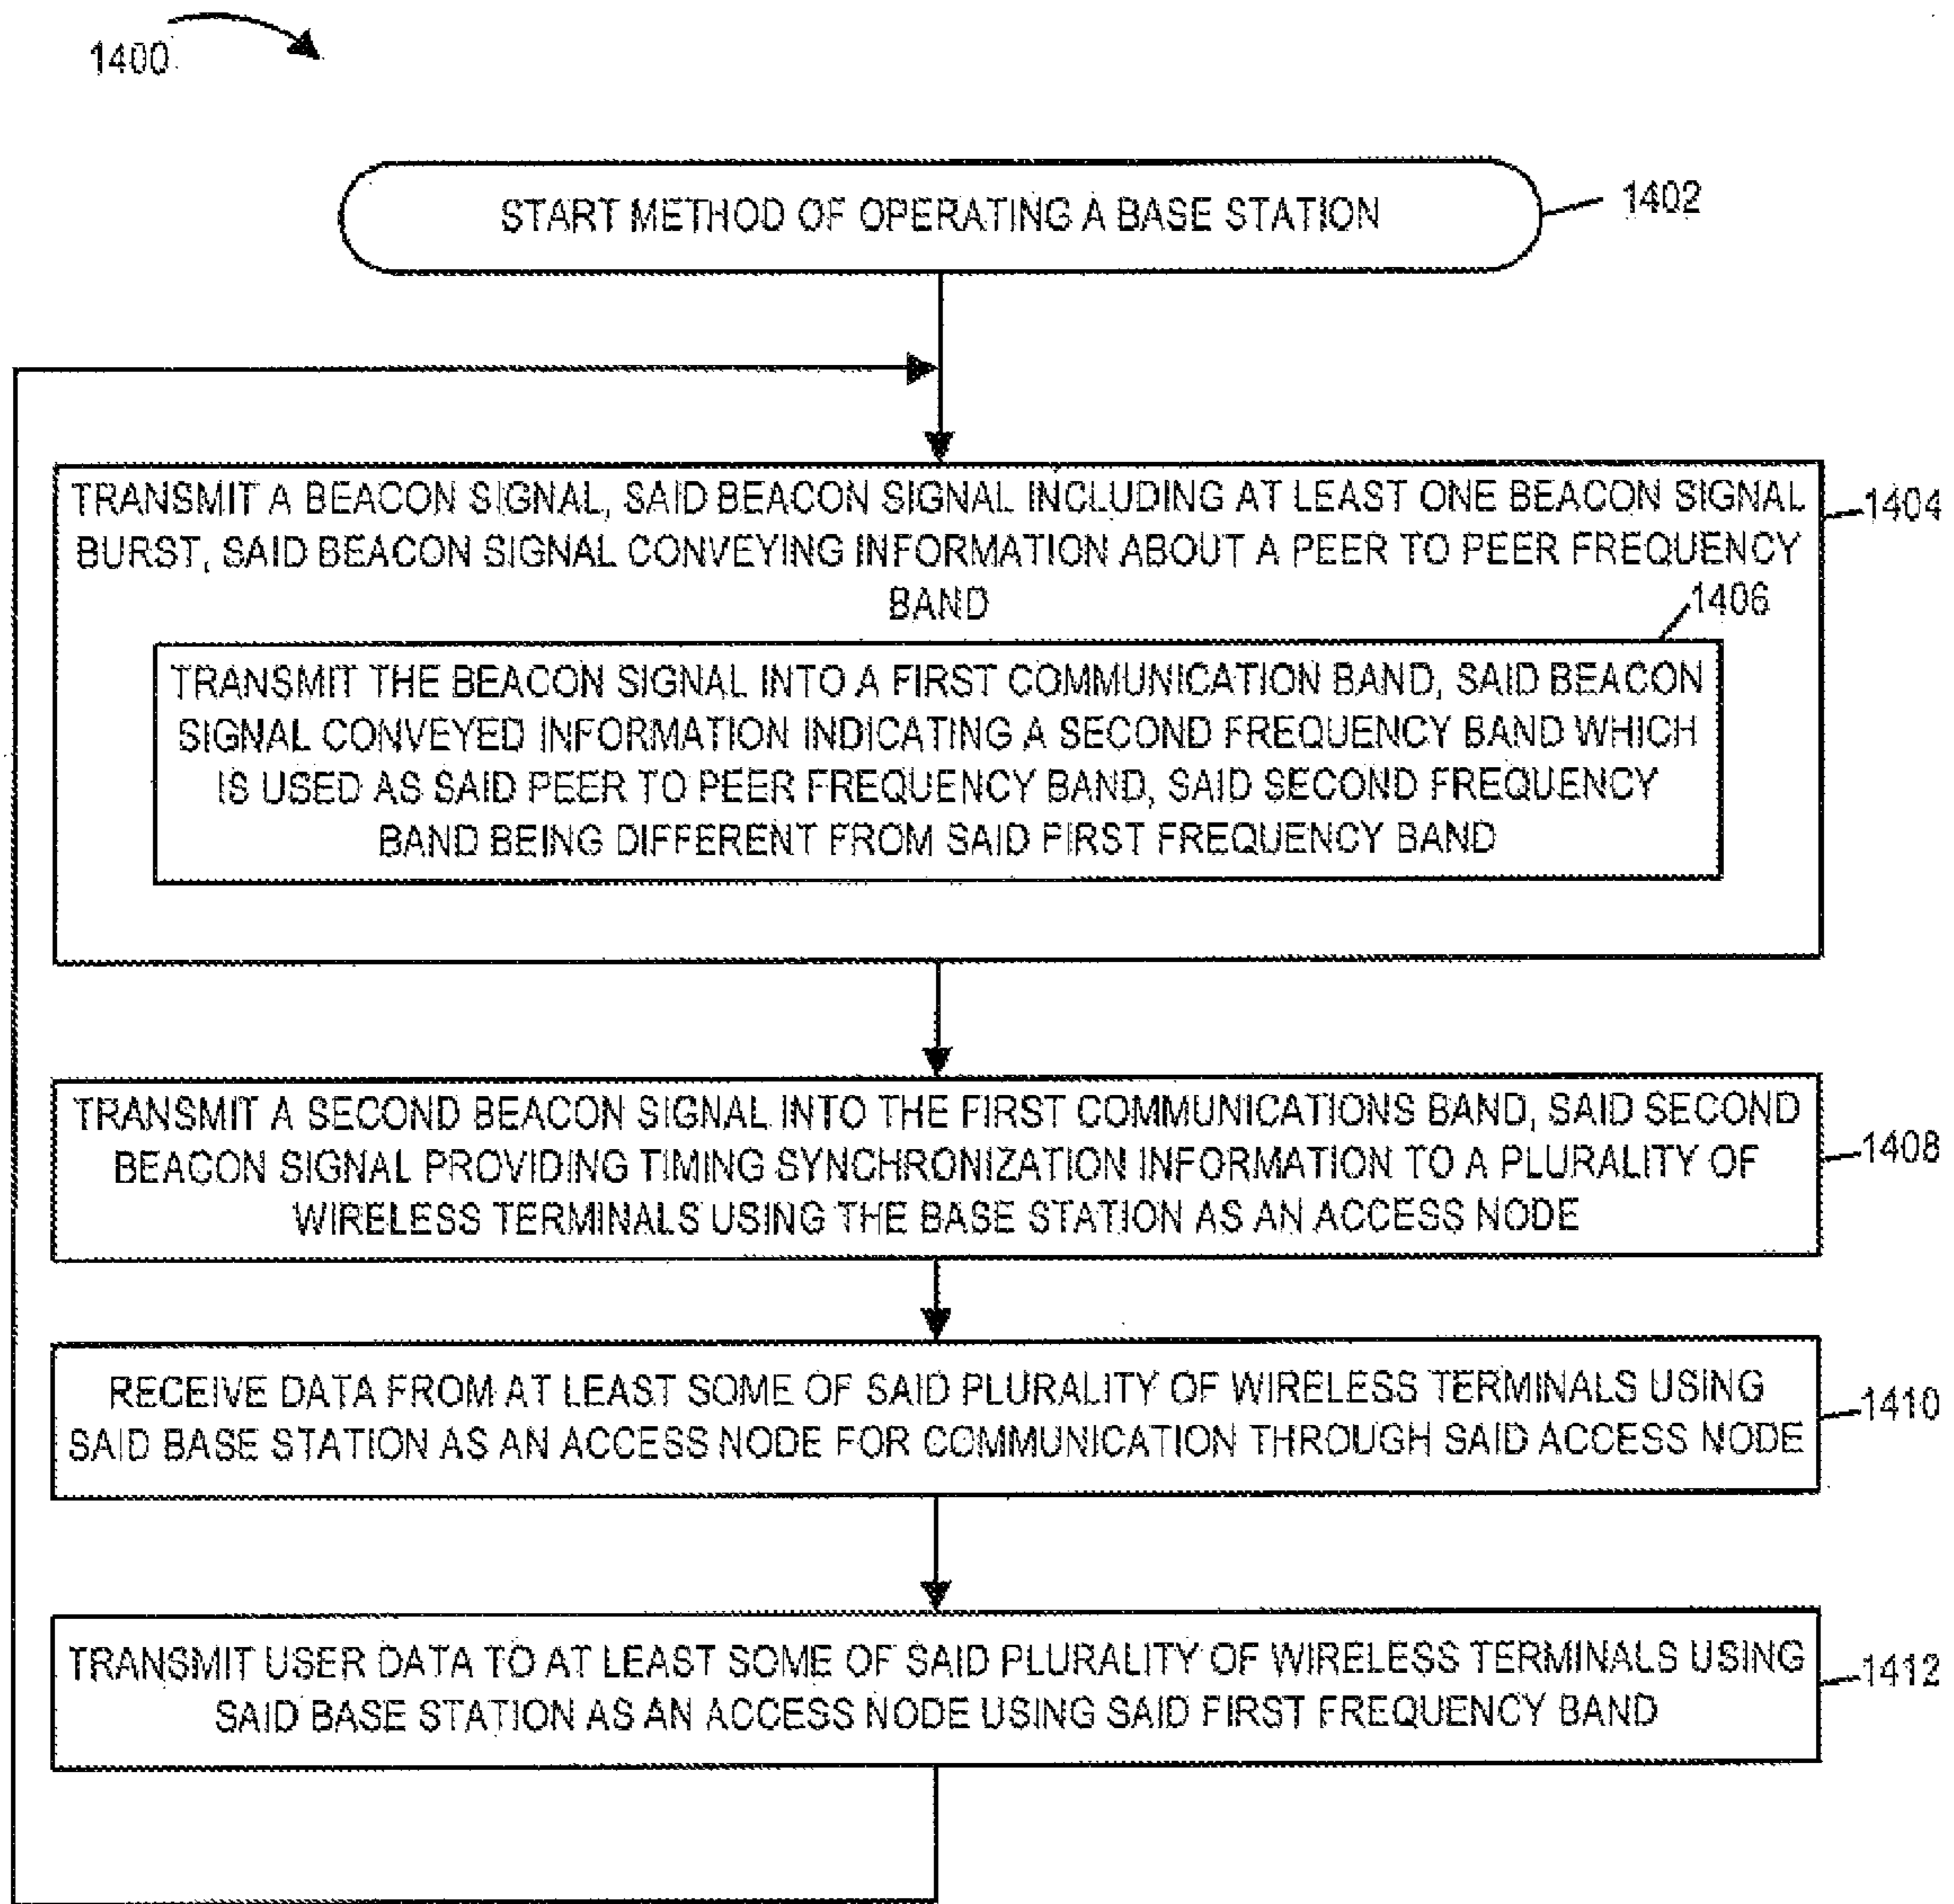 1400
START METHOD OF OPERATING A BASE STATION
1402
TRANSMIT A BEACON SIGNAL, SAID BEACON SIGNAL INCLUDING AT LEAST ONE BEACON SIGNAL
BURST, SAID BEACON SIGNAL CONVEYING INFORMATION ABOUT A PEER TO PEER FREQUENCY
BAND
1404
1406
TRANSMIT THE BEACON SIGNAL INTO A FIRST COMMUNICATION BAND, SAID BEACON
SIGNAL CONVEYED INFORMATION INDICATING A SECOND FREQUENCY BAND WHICH
IS USED AS SAID PEER TO PEER FREQUENCY BAND, SAID SECOND FREQUENCY
BAND BEING DIFFERENT FROM SAID FIRST FREQUENCY BAND
TRANSMIT A SECOND BEACON SIGNAL INTO THE FIRST COMMUNICATIONS BAND, SAID SECOND
BEACON SIGNAL PROVIDING TIMING SYNCHRONIZATION INFORMATION TO A PLURALITY OF
WIRELESS TERMINALS USING THE BASE STATION AS AN ACCESS NODE
1408
RECEIVE DATA FROM AT LEAST SOME OF SAID PLURALITY OF WIRELESS TERMINALS USING
SAID BASE STATION AS AN ACCESS NODE FOR COMMUNICATION THROUGH SAID ACCESS NODE
1410
TRANSMIT USER DATA TO AT LEAST SOME OF SAID PLURALITY OF WIRELESS TERMINALS USING
SAID BASE STATION AS AN ACCESS NODE USING SAID FIRST FREQUENCY BAND
1412